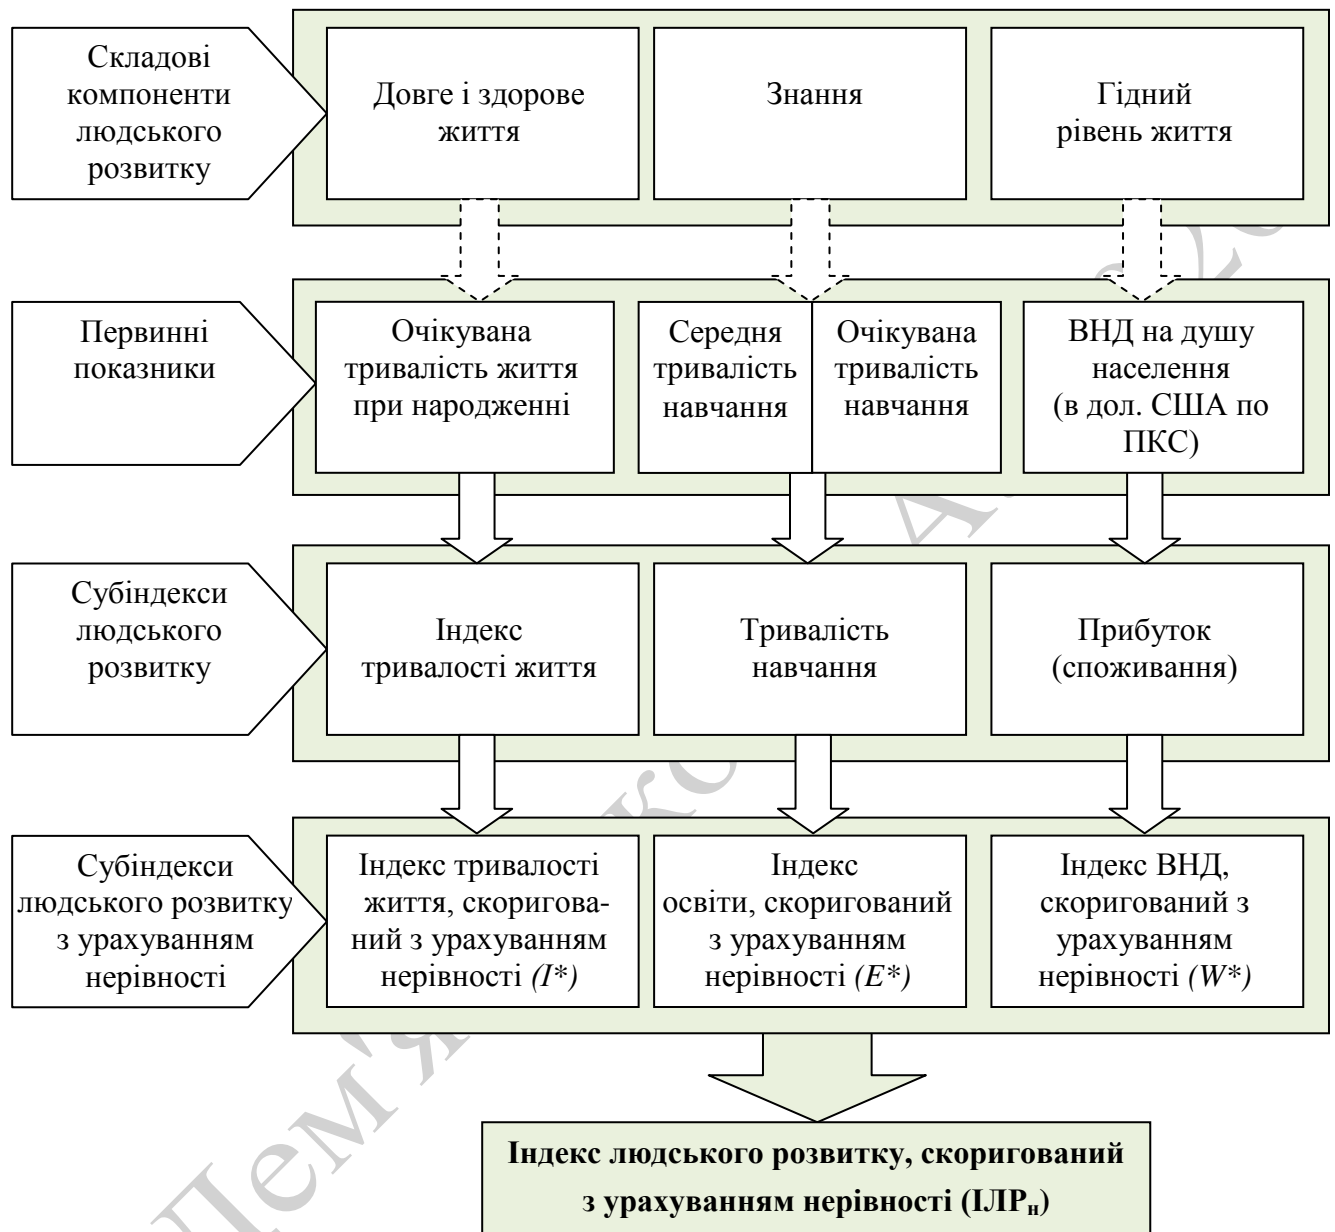 Складові
компоненти
людського
розвитку
Довге і здорове
життя
Знання
Гідний
рівень життя
Первинні
показники
Очікувана
тривалість життя
при народженні
Середня
тривалість
навчання
Очікувана
тривалість
навчання
ВНД на душу
населення
(в дол. США по
ПКС)
Субіндекси
людського
розвитку
Індекс
тривалості життя
Тривалість
навчання
Прибуток
(споживання)
Субіндекси
людського розвитку
з урахуванням
нерівності
Індекс тривалості
життя, скоригова-
ний з урахуванням
нерівності (I*)
Індекс
освіти, скоригований
з урахуванням
нерівності (E*)
Індекс ВНД,
скоригований з
урахуванням
нерівності (W*)
Індекс людського розвитку, скоригований
з урахуванням нерівності (ІЛРн)